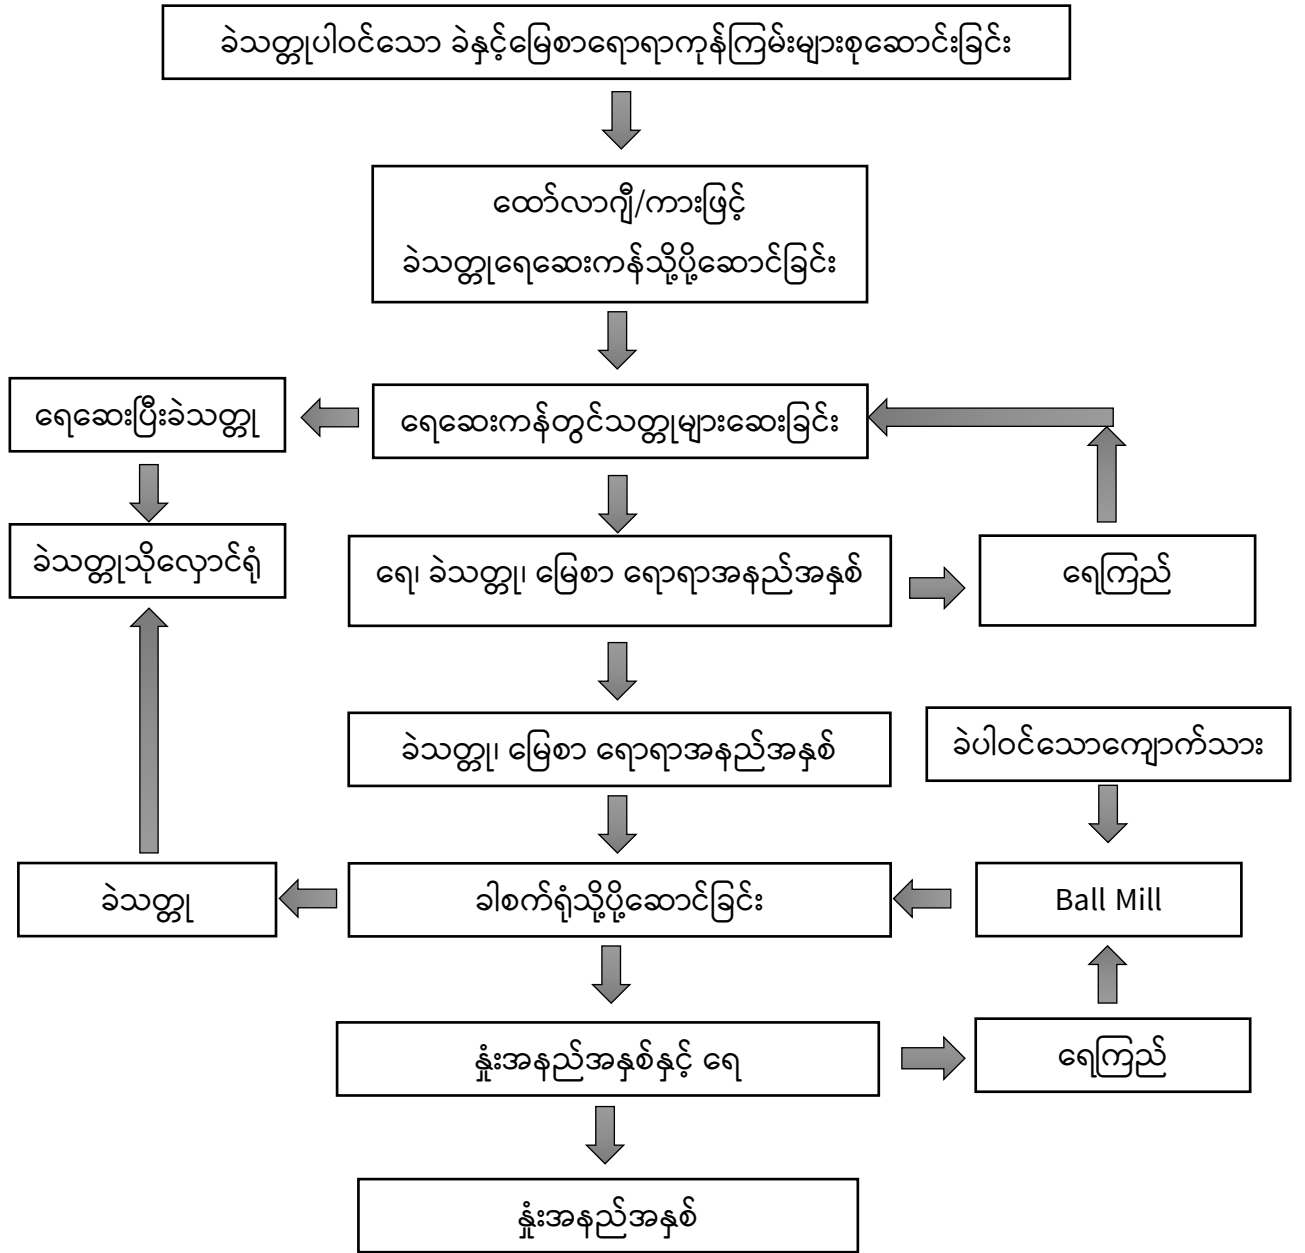 ခဲသတ္တုပါဝင်သော ခဲနှင့်မြေစာရောရာကုန်ကြမ်းများစုဆောင်းခြင်း
ထော်လာဂျီ/ကားဖြင့်
ခဲသတ္တုရေဆေးကန်သို့ပို့ဆောင်ခြင်း
ရေဆေးပြီးခဲသတ္တု
ရေဆေးကန်တွင်သတ္တုများဆေးခြင်း
ခဲသတ္တုသိုလှောင်ရုံ
ရေ၊ ခဲသတ္တု၊ မြေစာ ရောရာအနည်အနှစ်
ရေကြည်
ခဲသတ္တု၊ မြေစာ ရောရာအနည်အနှစ်
ခဲပါဝင်သောကျောက်သား
ခဲသတ္တု
ခါစက်ရုံသို့ပို့ဆောင်ခြင်း
Ball Mill
နှုံးအနည်အနှစ်နှင့် ရေ
ရေကြည်
နှုံးအနည်အနှစ်